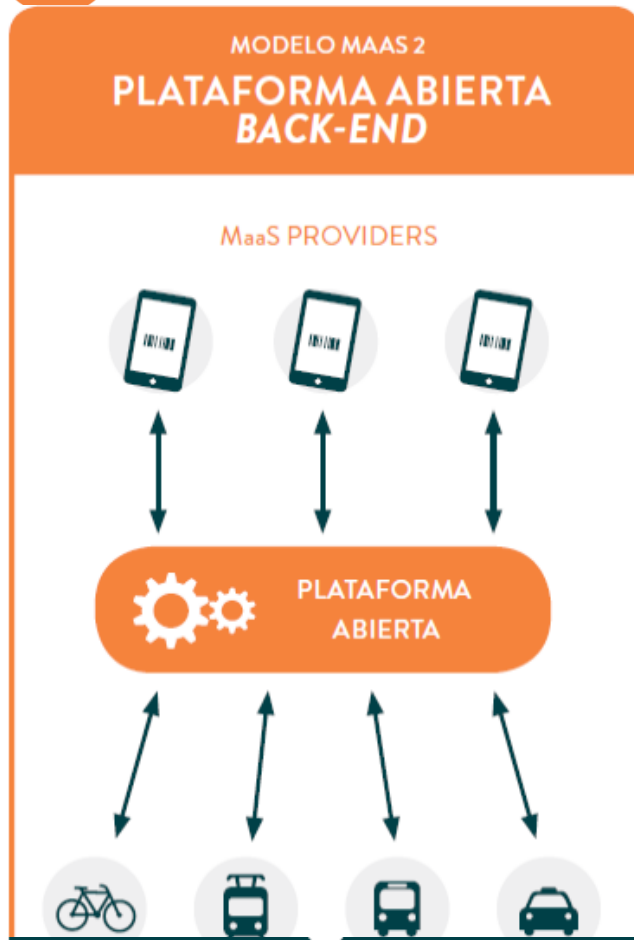 MODELO MAAS 2
PLATAFORMA ABIERTA
BACK-END
MaaS PROVIDERS
PLATAFORMA
ABIERTA